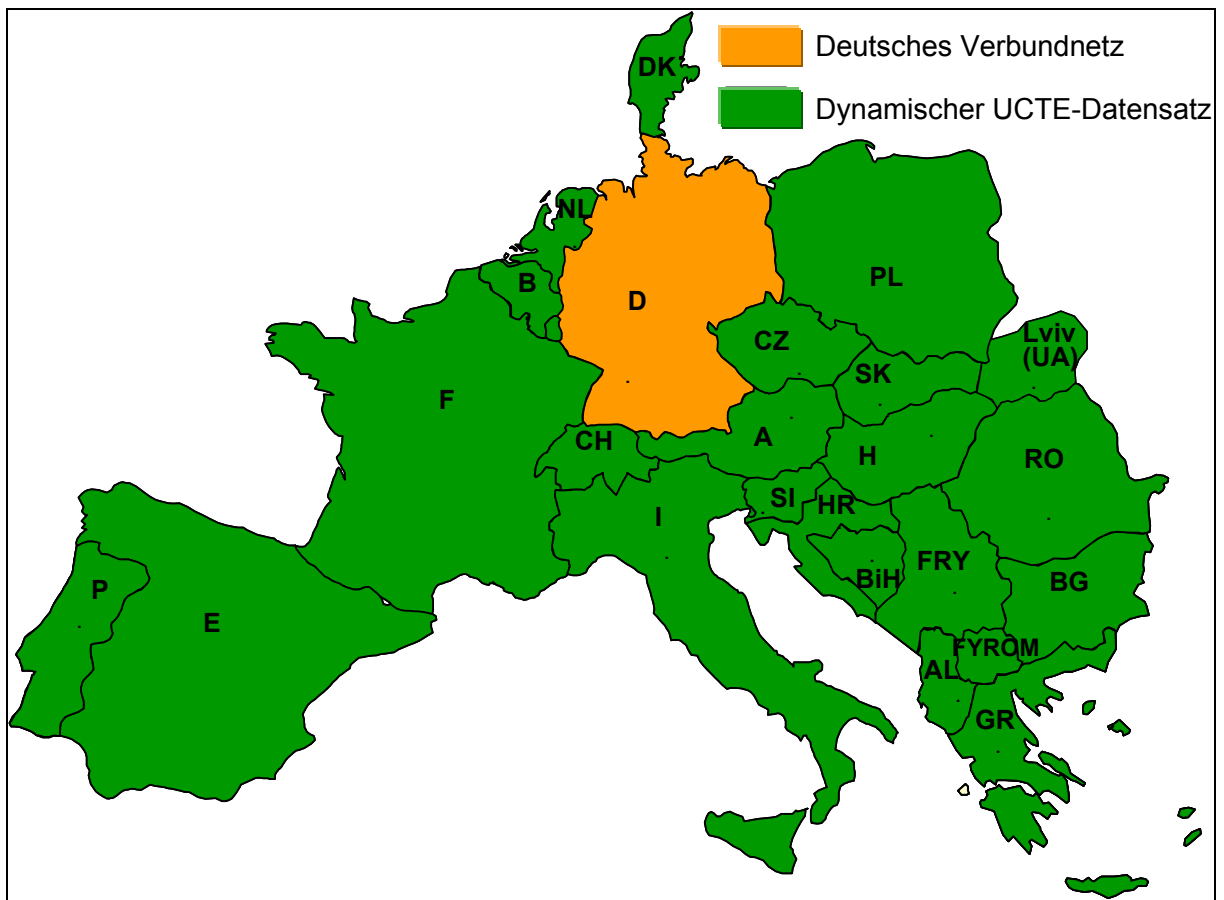 Deutsches Verbundnetz
Dynamischer UCTE-Datensatz
DK
NL
B
D
PL
CZ
Lviv
(UA)
SK
F
A
CH
H
RO
SI
HR
I
FRY
BiH
BG
P
E
FYROM
AL
GR